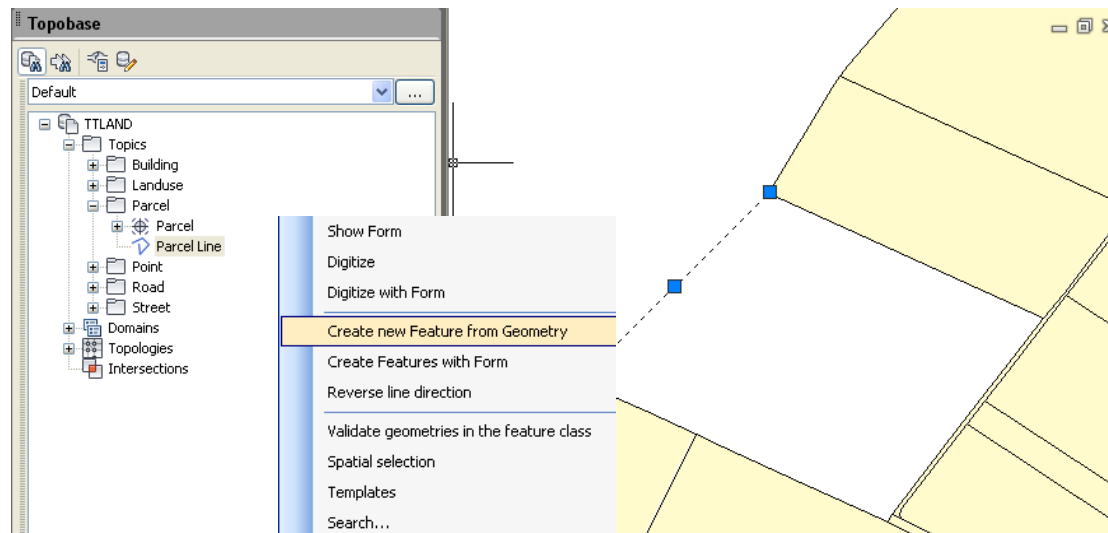 Topobase
Default
...
TTLAND
Topics
Building
Landuse
Parcel
Parcel
Parcel Line
Point
Road
Street
Domains
Topologies
Intersections
Show Form
Digitize
Digitize with Form
Create new Feature from Geometry
Create Features with Form
Reverse line direction
Validate geometries in the feature class
Spatial selection
Templates
Search...